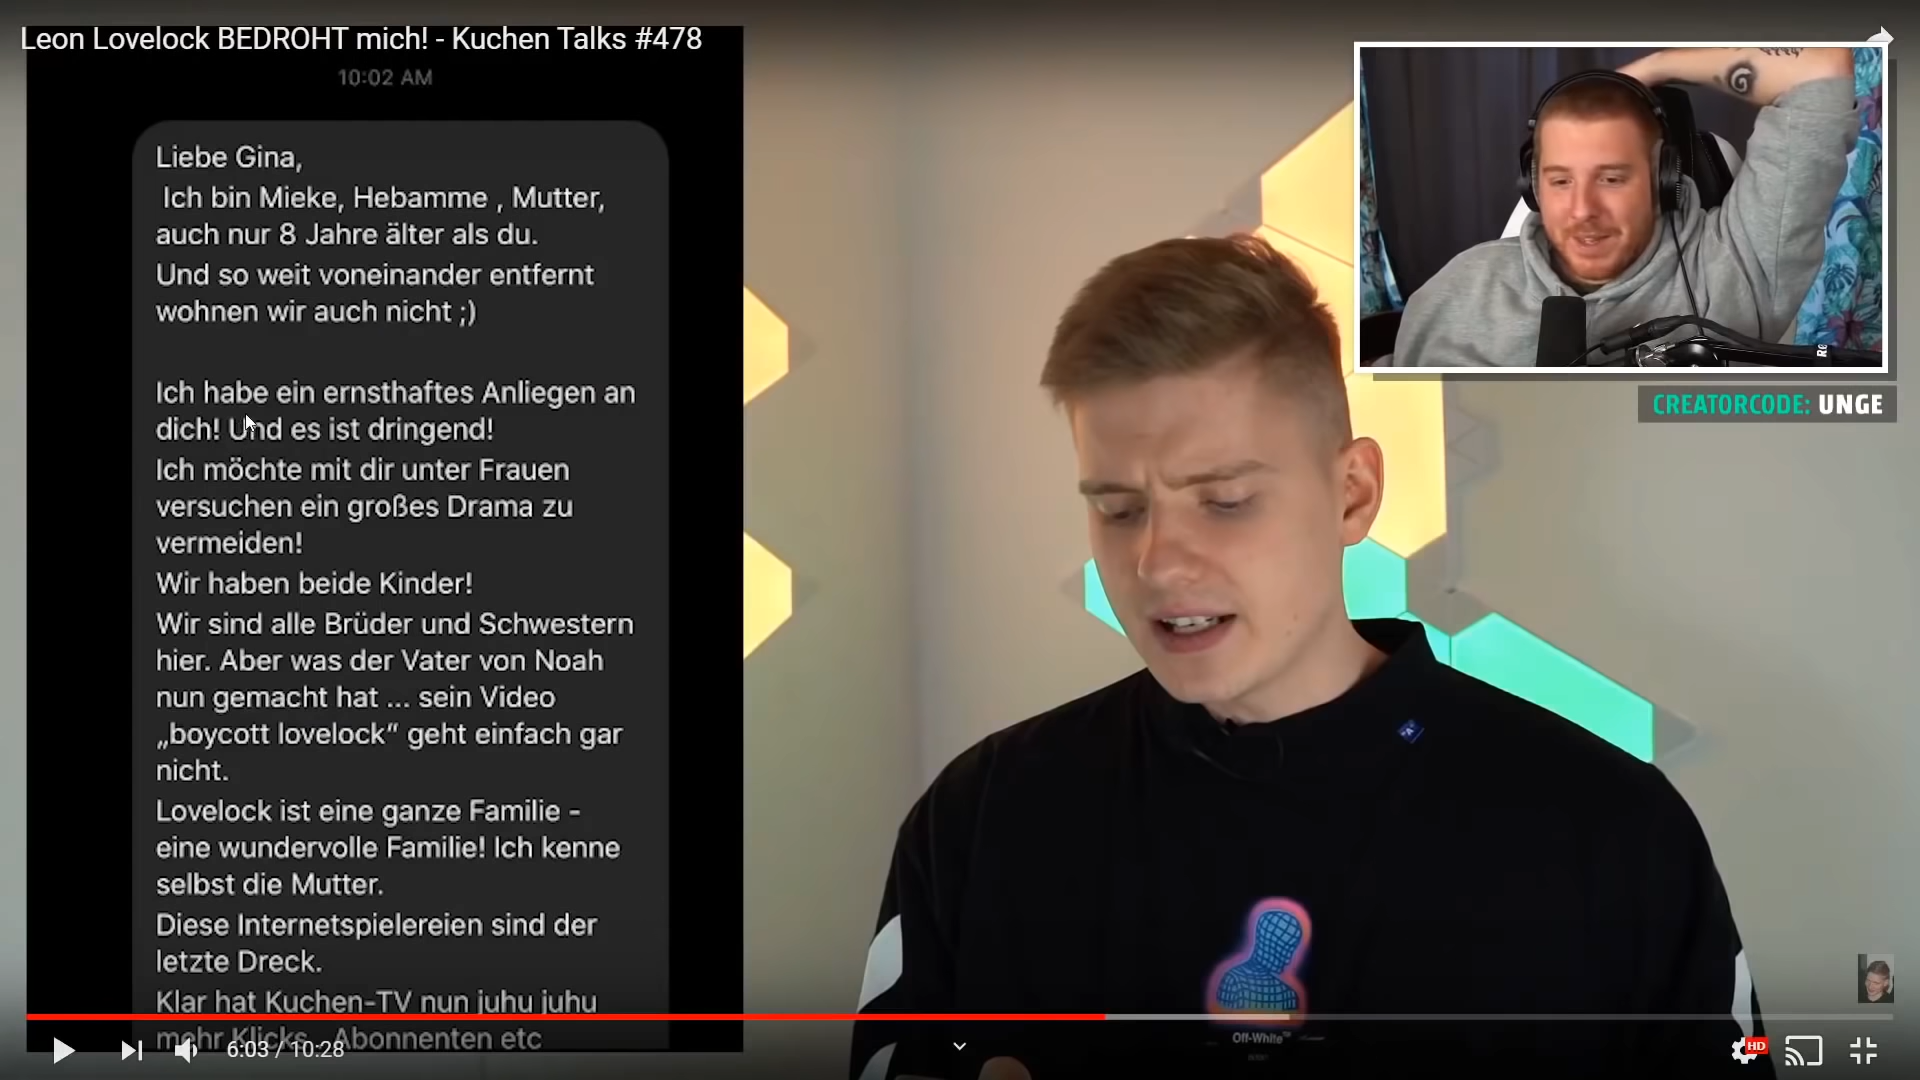 Leon Lovelock BEDROHT mich! - Kuchen Talks #478
10:02 AM
Liebe Gina,
Ich bin Mieke, Hebamme , Mutter,
auch nur 8 Jahre älter als du.
Und so weit voneinander entfernt
wohnen wir auch nicht ;)
Ich habe ein ernsthaftes Anliegen an
dich! Und es ist dringend!
Ich möchte mit dir unter Frauen
versuchen ein großes Drama zu
vermeiden!
Wir haben beide Kinder!
Wir sind alle Brüder und Schwestern
hier. Aber was der Vater von Noah
nun gemacht hat ... sein Video
„boycott lovelock“ geht einfach gar
nicht.
Lovelock ist eine ganze Familie -
eine wundervolle Familie! Ich kenne
selbst die Mutter.
Diese Internetspielereien sind der
letzte Dreck.
Klar hat Kuchen-TV nun juhu juhu
mehr Klicks , Abonnenten etc
CREATORCODE: UNGE
"A"
Off-White™
6:03 / 10:28
HD